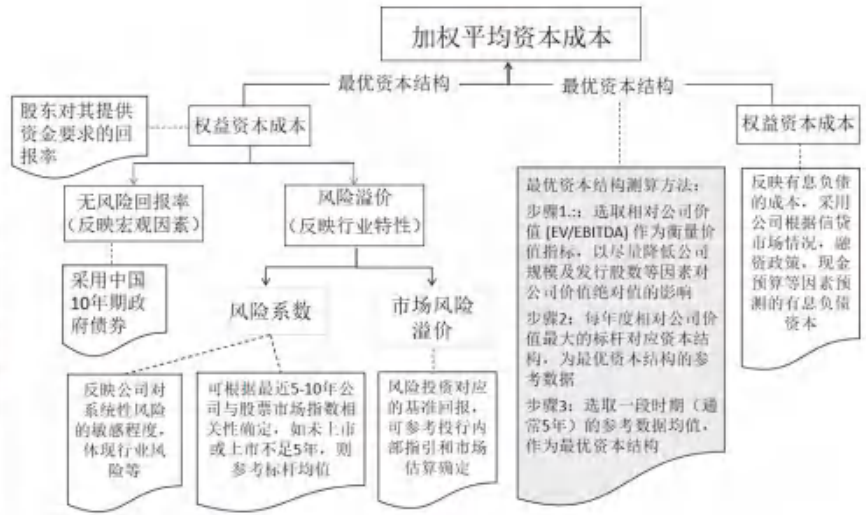 加权平均资本成本
最优资本结构
最优资本结构
股东对其提供
资金要求的回
报率
权益资本成本
权益资本成本
无风险回报率
（反映宏观因素）
风险溢价
（反映行业特性）
采用中国
10年期政
府债券
风险系数
市场风险
溢价
反映公司对
系统性风险
的敏感程度，
体现行业风
险等
可根据最近5-10年公
司与股票市场指数相
关性确定，如未上市
或上市不足5年，则
参考标杆均值
风险投资对应
的基准回报，
可参考投行内
部指引和市场
估算确定
最优资本结构测算方法：
步骤1.:：选取相对公司价
值 (EV/EBITDA) 作为衡量价
值指标，以尽量降低公司
规模及发行股数等因素对
公司价值绝对值的影响
步骤2：每年度相对公司价
值最大的标杆对应资本结
构，为最优资本结构的参
考数据
步骤3：选取一段时期（通
常5年）的参考数据均值，
作为最优资本结构
反映有息负债
的成本，采用
公司根据信贷
市场情况，融
资政策，现金
预算等因素预
测的有息负债
资本